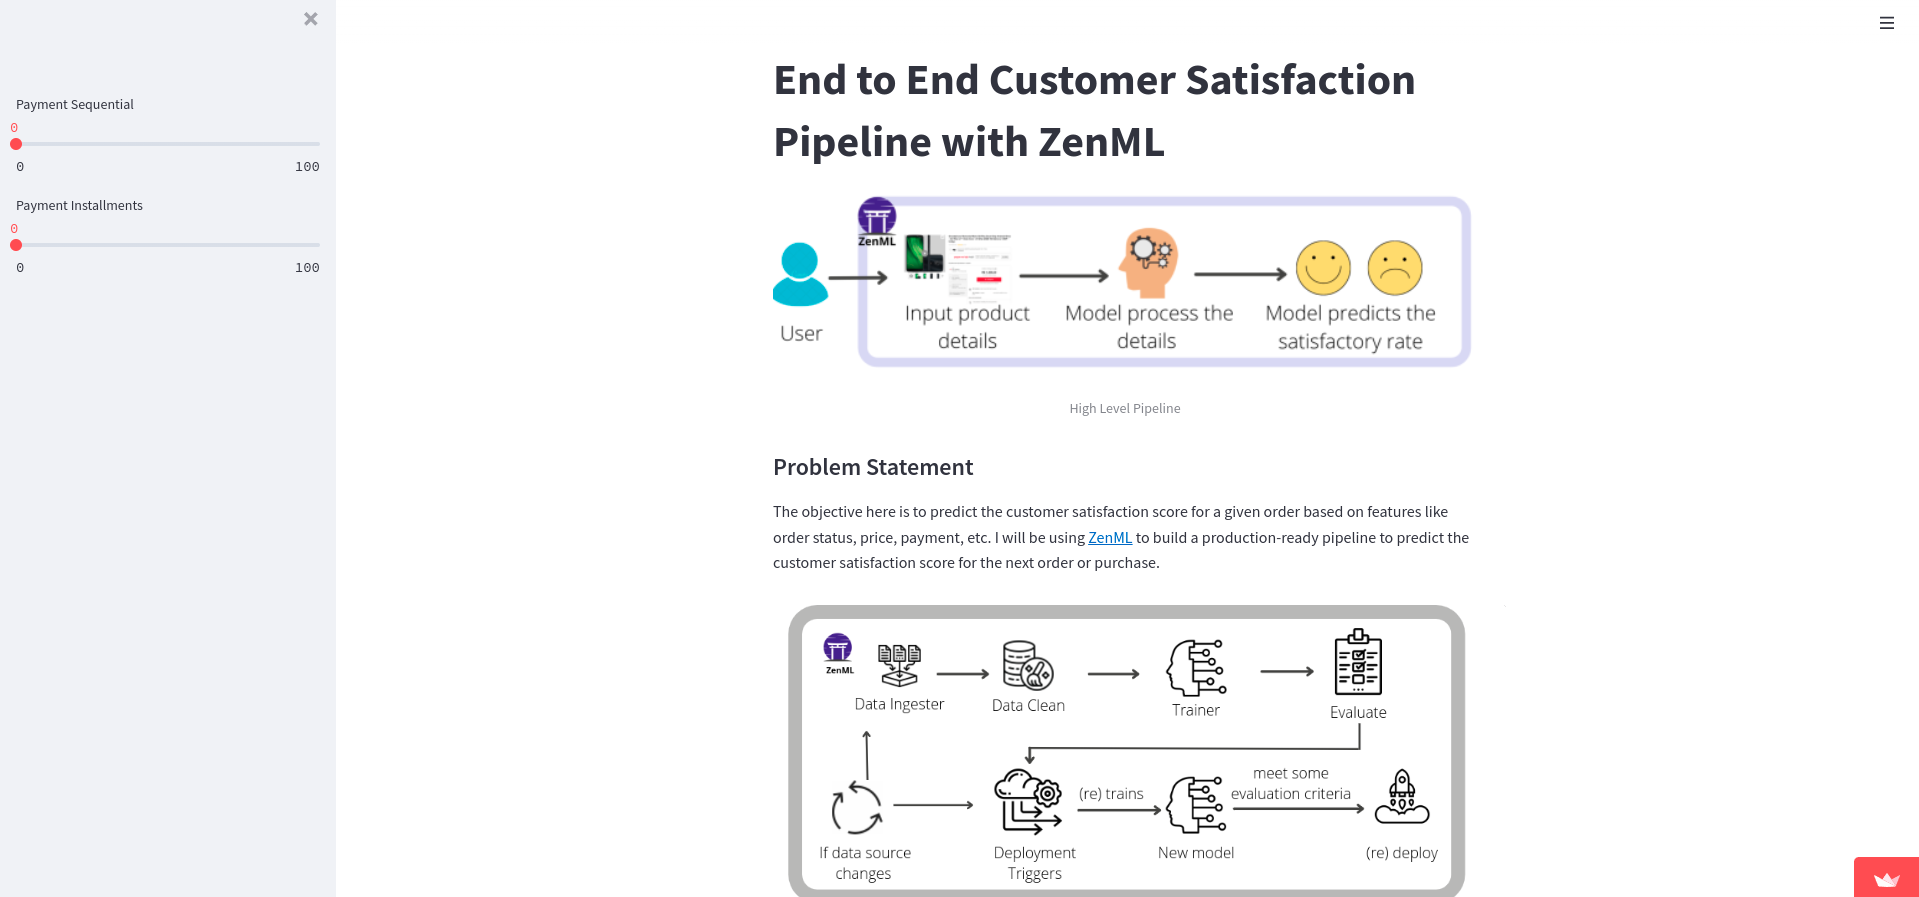 Payment Sequential
0
0 100
Payment Installments
0
0 100
End to End Customer Satisfaction
Pipeline with ZenML
ZenML
User
Input product
details
Model process the
details
Model predicts the
satisfactory rate
High Level Pipeline
Problem Statement
The objective here is to predict the customer satisfaction score for a given order based on features like
order status, price, payment, etc. I will be using ZenML to build a production-ready pipeline to predict the
customer satisfaction score for the next order or purchase.
ZenML
Data Ingester
Data Clean
Trainer
Evaluate
If data source
changes
Deployment
Triggers
(re) trains
New model
meet some
evaluation criteria
(re) deploy